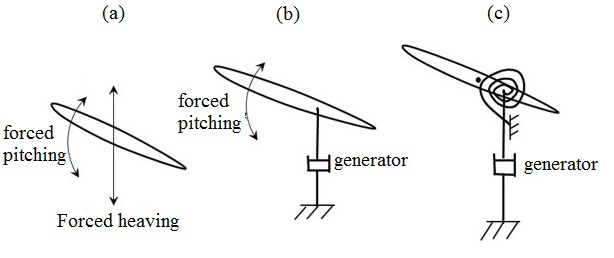 (a)
(b)
(c)
forced
pitching
Forced heaving
forced
pitching
generator
generator